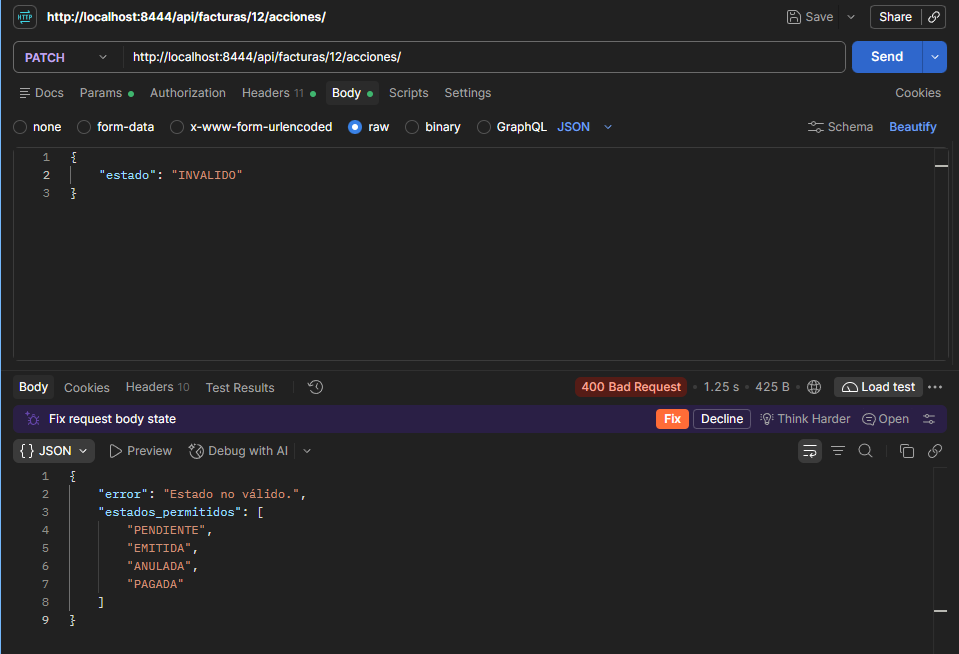 HTTP http://localhost:8444/api/facturas/12/acciones/ Save Share
PATCH http://localhost:8444/api/facturas/12/acciones/ Send
Docs Params Authorization Headers 11 Body Scripts Settings Cookies
none form-data x-www-form-urlencoded raw binary GraphQL JSON Schema Beautify
1 {
2 "estado": "INVALIDO"
3 }
Body Cookies Headers 10 Test Results 400 Bad Request • 1.25 s • 425 B • Load test
Fix request body state Fix Decline Think Harder Open
{} JSON Preview Debug with AI
1 {
2 "error": "Estado no válido.",
3 "estados_permitidos": [
4 "PENDIENTE",
5 "EMITIDA",
6 "ANULADA",
7 "PAGADA"
8 ]
9 }